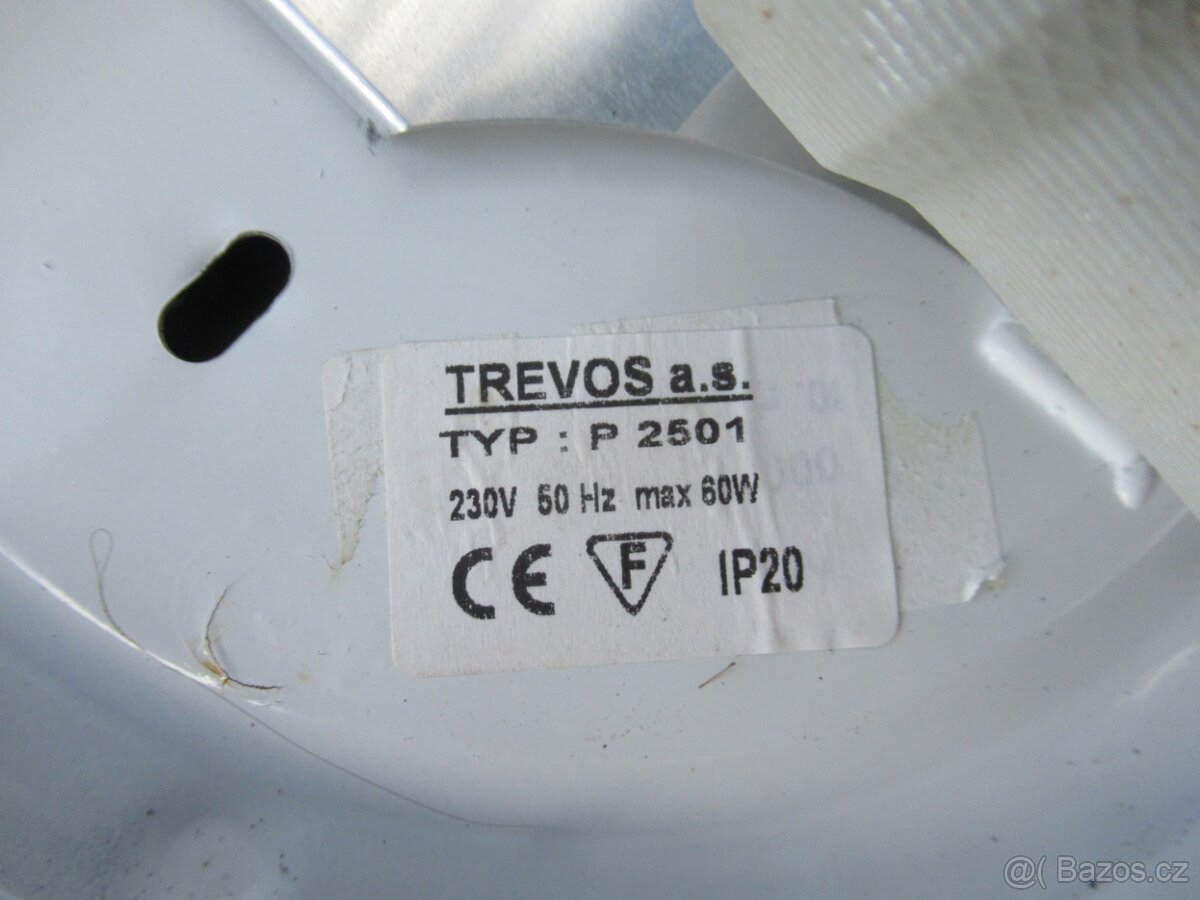 TREVOS a.s.
TYP : P 2501
230V 50 Hz max 60W
CE F IP20
@( Bazos.cz